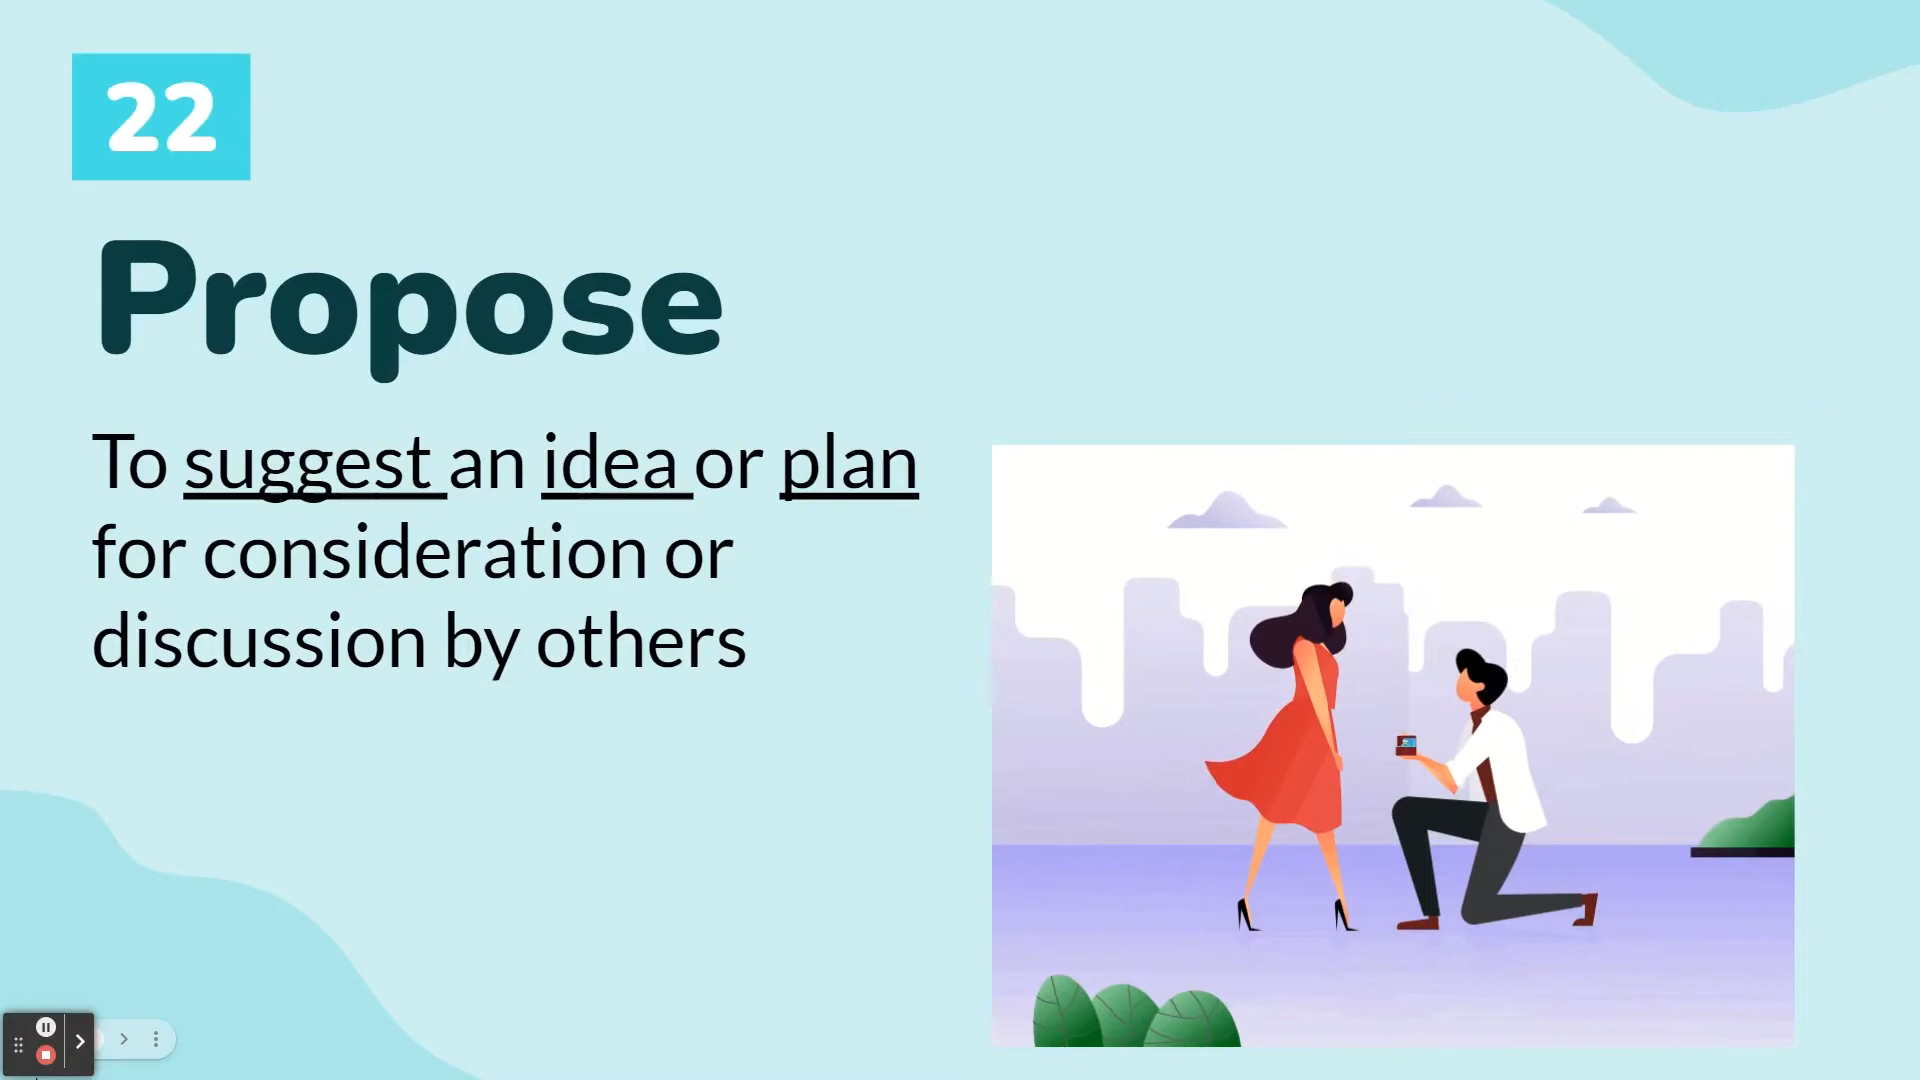 22
Propose
To suggest an idea or plan
for consideration or
discussion by others